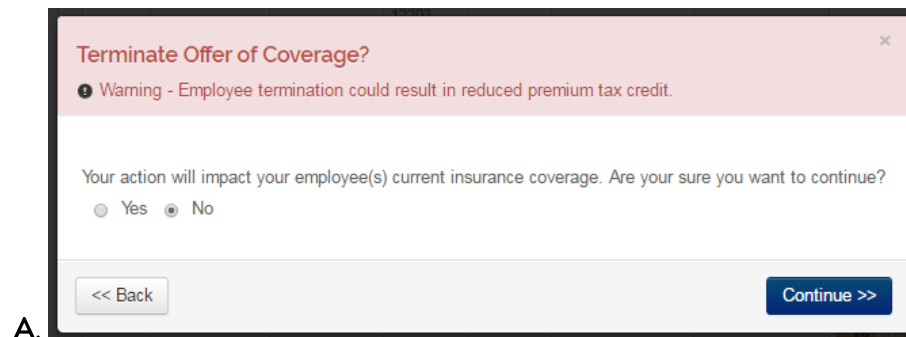 Terminate Offer of Coverage?
×
Warning - Employee termination could result in reduced premium tax credit.
Your action will impact your employee(s) current insurance coverage. Are your sure you want to continue?
Yes No
<< Back
Continue >>
A.